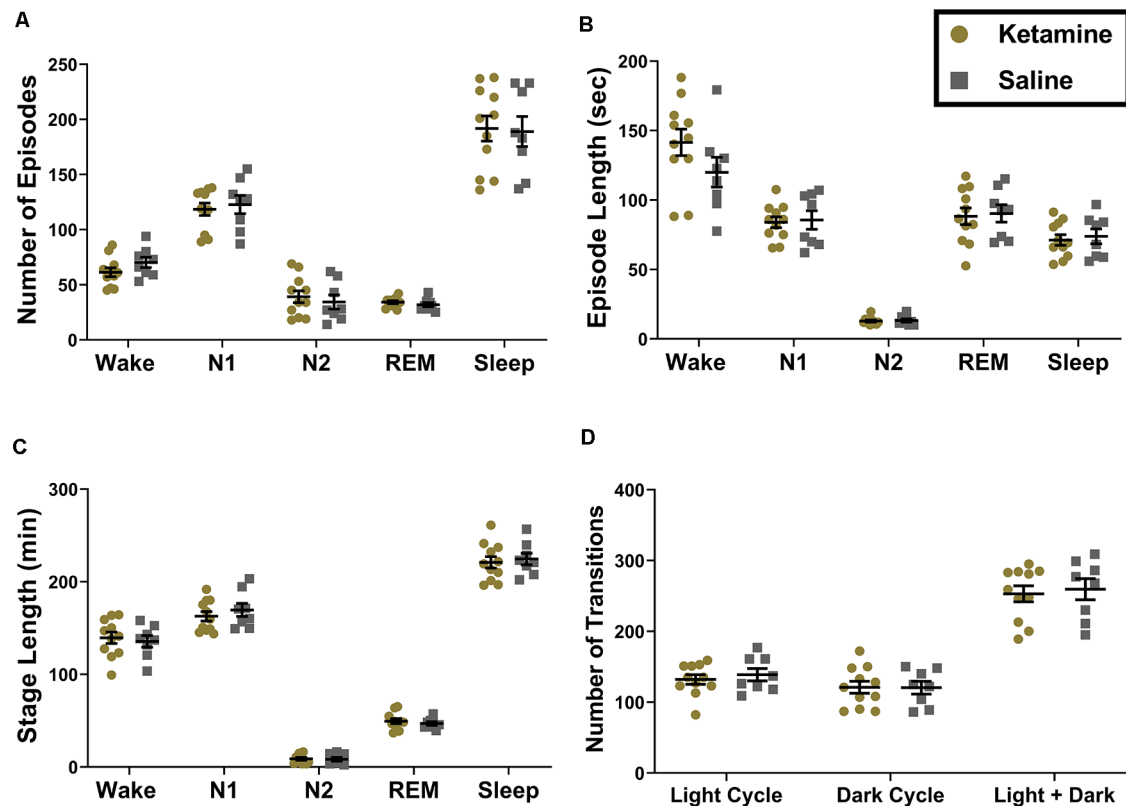 A
Number of Episodes
250
200
150
100
50
0
Wake N1 N2 REM Sleep
B
Ketamine
Saline
Episode Length (sec)
200
150
100
50
0
Wake N1 N2 REM Sleep
C
Stage Length (min)
300
200
100
0
Wake N1 N2 REM Sleep
D
Number of Transitions
400
300
200
100
0
Light Cycle Dark Cycle Light + Dark